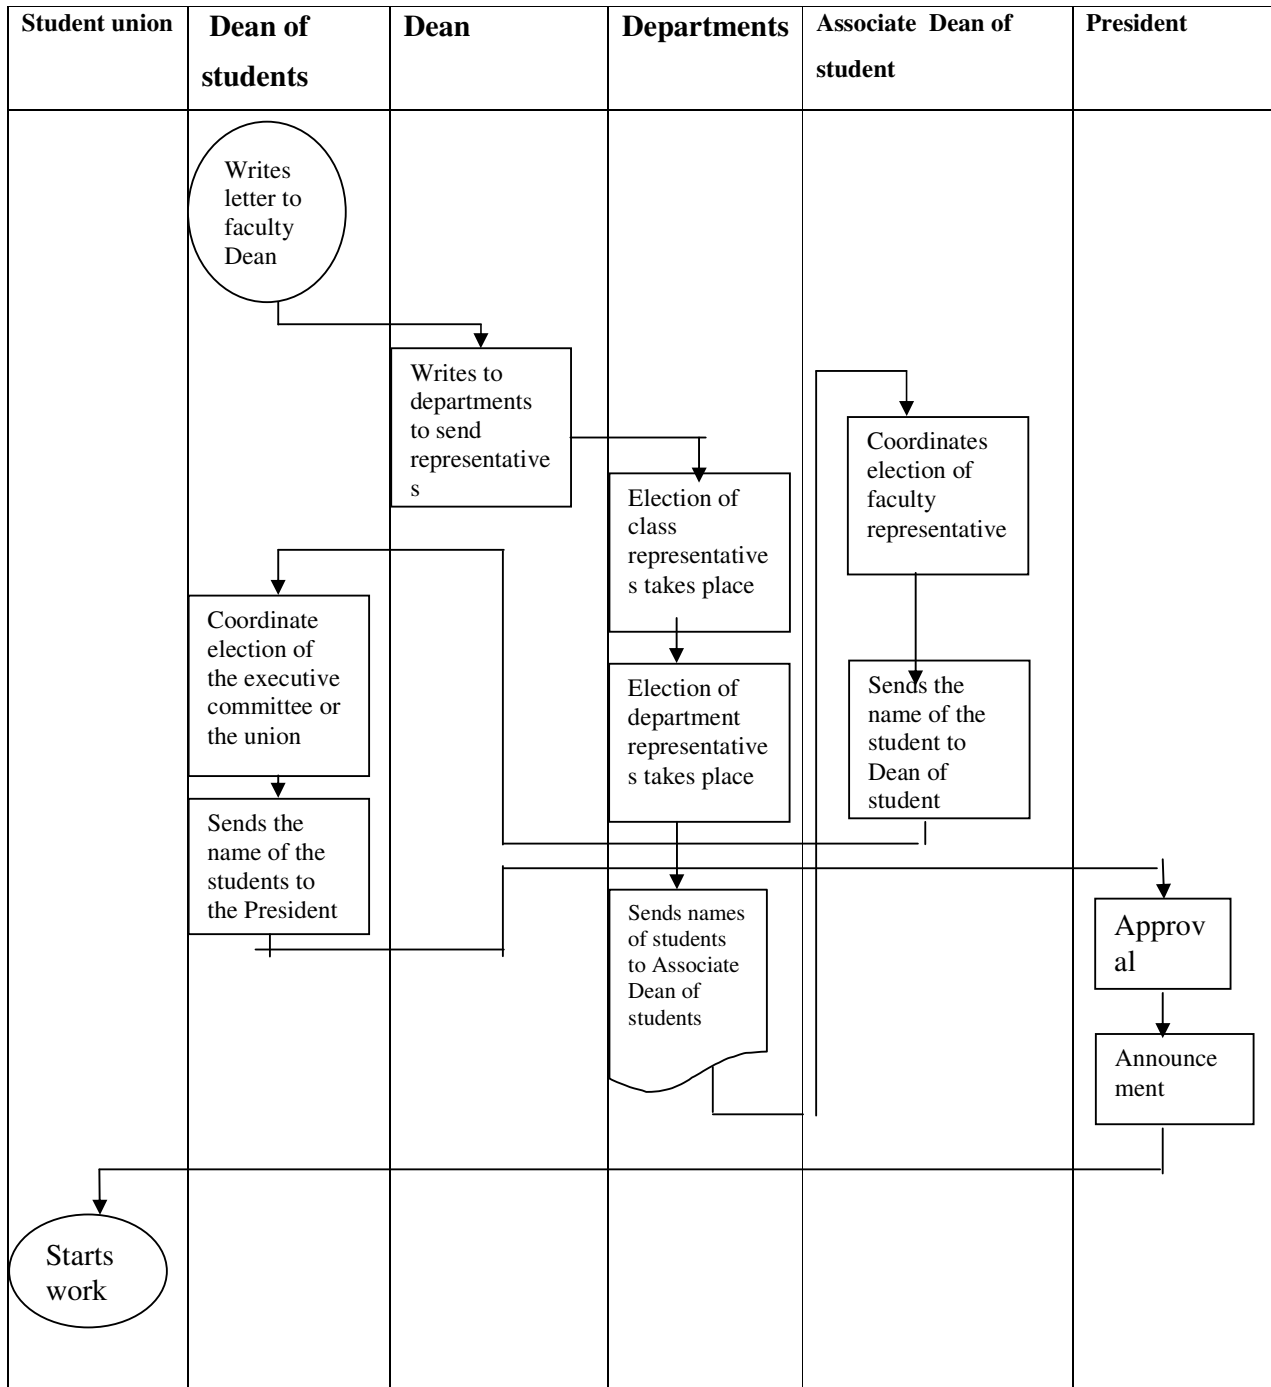 Student union
Dean of
students
Dean
Departments
Associate  Dean of
student
President
Writes
letter to
faculty
Dean
Writes to
departments
to send
representative
s
Coordinates
election of
faculty
representative
Election of
class
representative
s takes place
Coordinate
election of
the executive
committee or
the union
Election of
department
representative
s takes place
Sends the
name of the
student to
Dean of
student
Sends the
name of the
students to
the President
Sends names
of students
to Associate
Dean of
students
Approv
al
Announce
ment
Starts
work